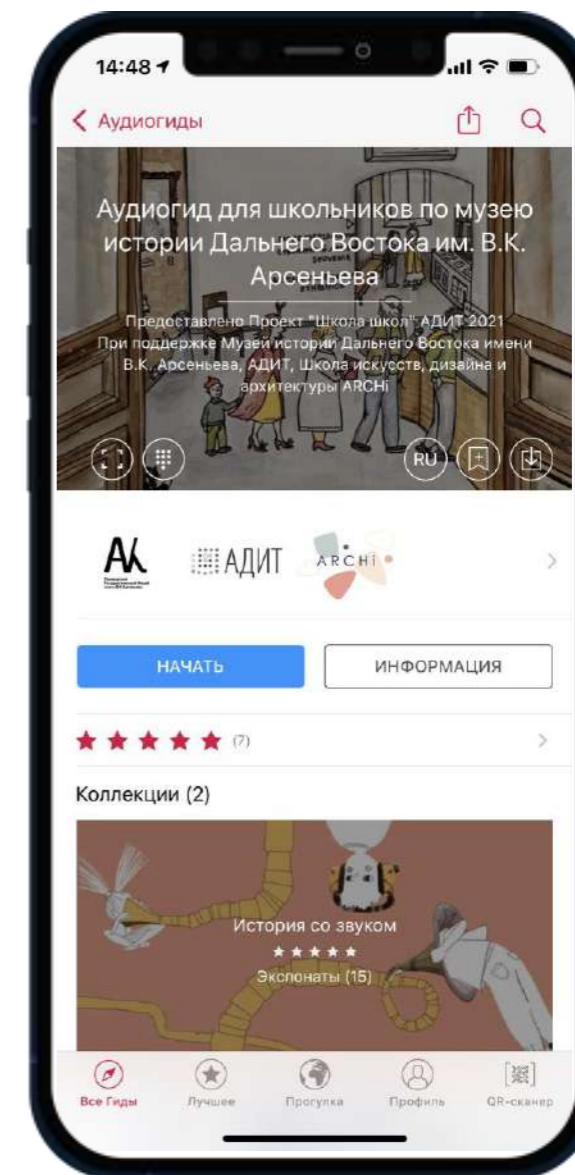 14:48
Аудиогиды
Аудиогид для школьников по музею
истории Дальнего Востока им. В.К.
Арсеньева
Предоставлено Проект "Школа школ" АДИТ 2021
При поддержке Музей истории Дальнего Востока имени
В.К. Арсеньева, АДИТ, Школа искусств, дизайна и
архитектуры ARCHi
RU
АДИТ
ARCHi
НАЧАТЬ
ИНФОРМАЦИЯ
(7)
Коллекции (2)
История со звуком
Экспонаты (15)
Все Гиды
Лучшее
Прогулка
Профиль
QR-сканер